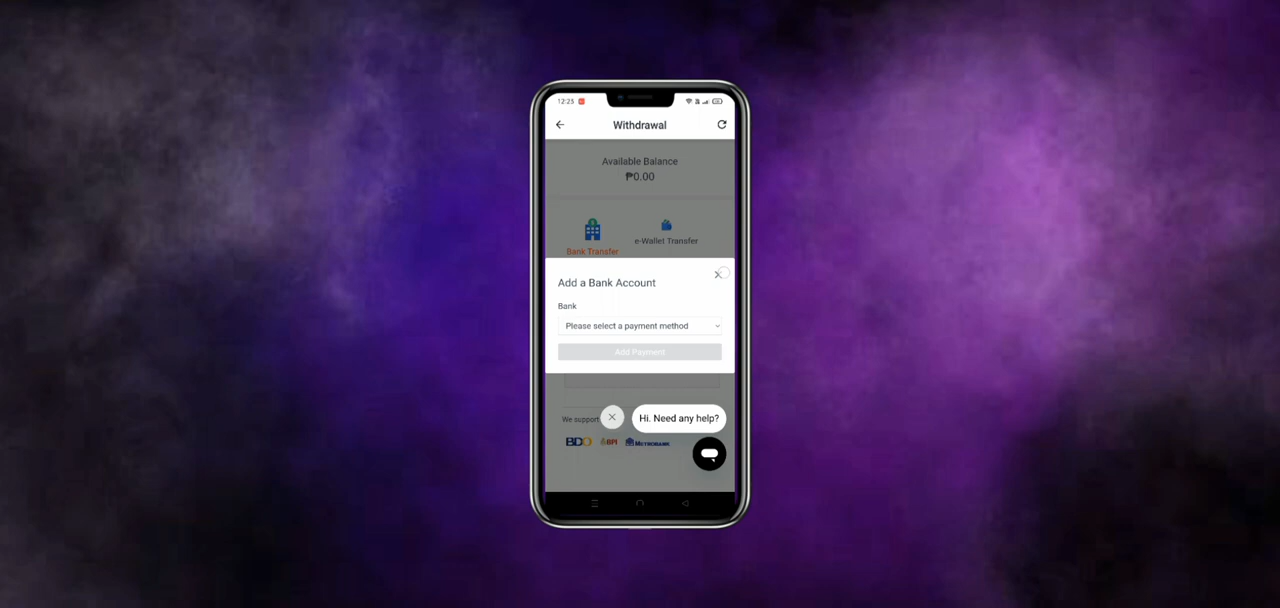 12:23
Withdrawal
Available Balance
₱0.00
Bank Transfer
e-Wallet Transfer
Add a Bank Account
Bank
Please select a payment method
Add Payment
We support
Hi. Need any help?
BDO BPI METROBANK